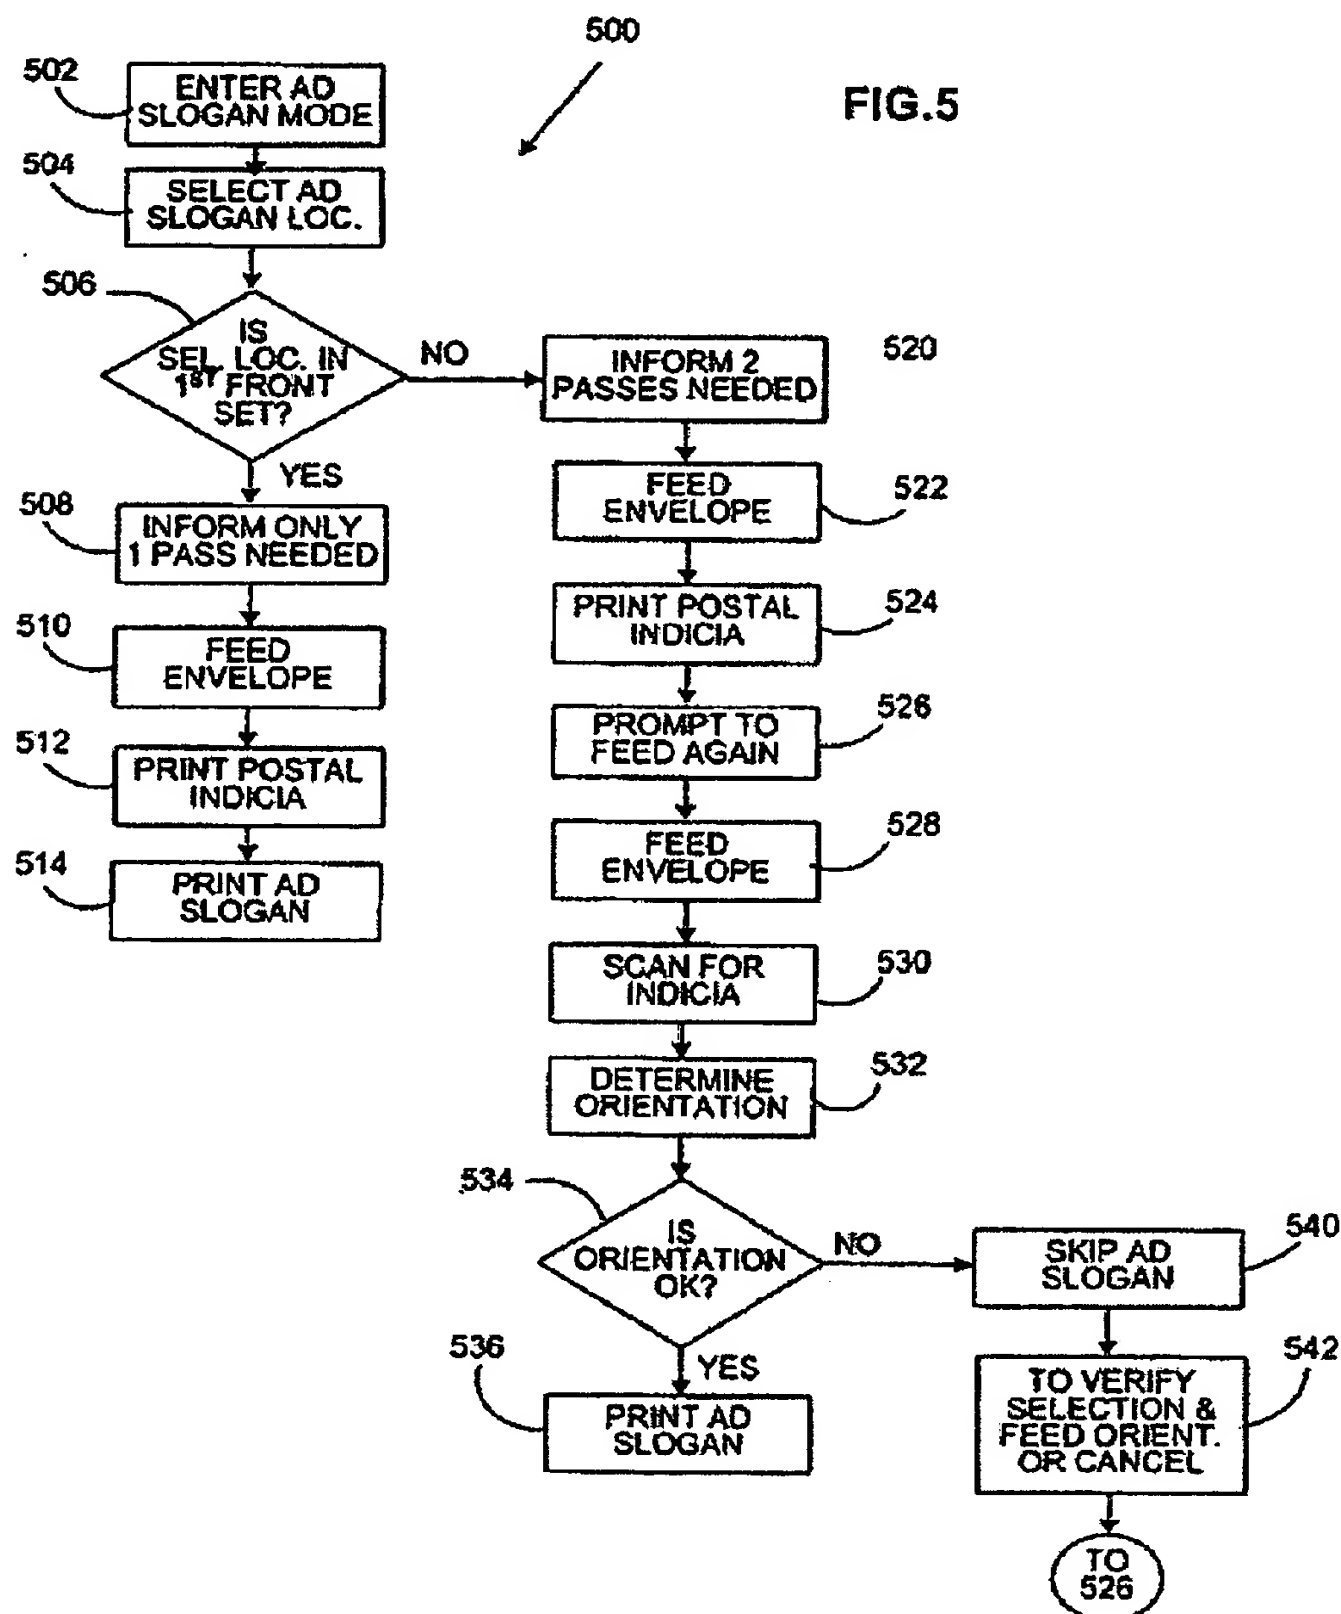 500
FIG.5
502
ENTER AD
SLOGAN MODE
504
SELECT AD
SLOGAN LOC.
506
IS
SEL. LOC. IN
1ST FRONT
SET?
NO
YES
508
INFORM ONLY
1 PASS NEEDED
510
FEED
ENVELOPE
512
PRINT POSTAL
INDICIA
514
PRINT AD
SLOGAN
INFORM 2
PASSES NEEDED
520
FEED
ENVELOPE
522
PRINT POSTAL
INDICIA
524
PROMPT TO
FEED AGAIN
526
FEED
ENVELOPE
528
SCAN FOR
INDICIA
530
DETERMINE
ORIENTATION
532
534
IS
ORIENTATION
OK?
NO
YES
536
PRINT AD
SLOGAN
SKIP AD
SLOGAN
540
TO VERIFY
SELECTION &
FEED ORIENT.
OR CANCEL
542
TO
526